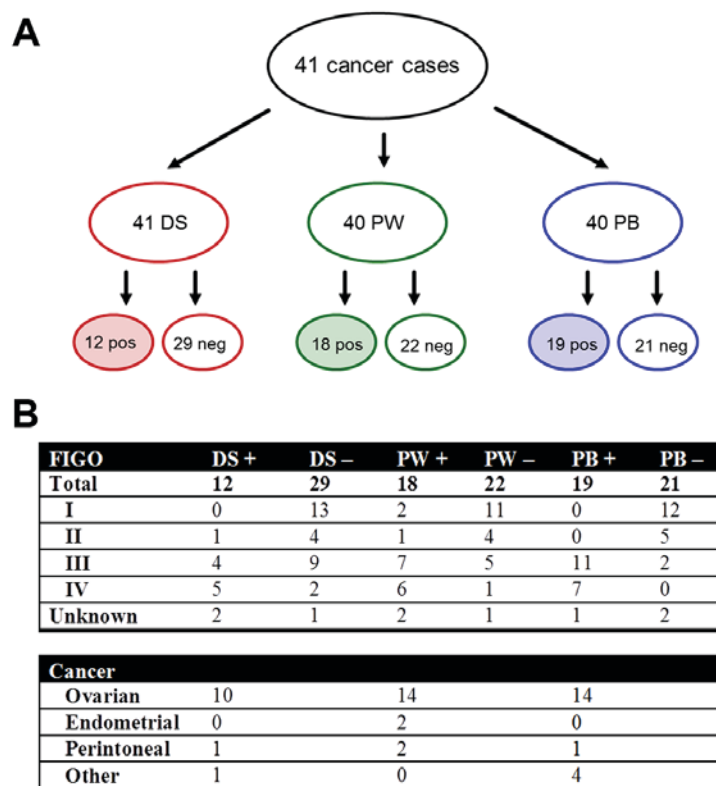 A
41 cancer cases
41 DS 40 PW 40 PB
12 pos 29 neg 18 pos 22 neg 19 pos 21 neg
B
FIGO DS + DS – PW + PW – PB + PB –
Total 12 29 18 22 19 21
I 0 13 2 11 0 12
II 1 4 1 4 0 5
III 4 9 7 5 11 2
IV 5 2 6 1 7 0
Unknown 2 1 2 1 1 2
Cancer
Ovarian 10 14 14
Endometrial 0 2 0
Perintoneal 1 2 1
Other 1 0 4